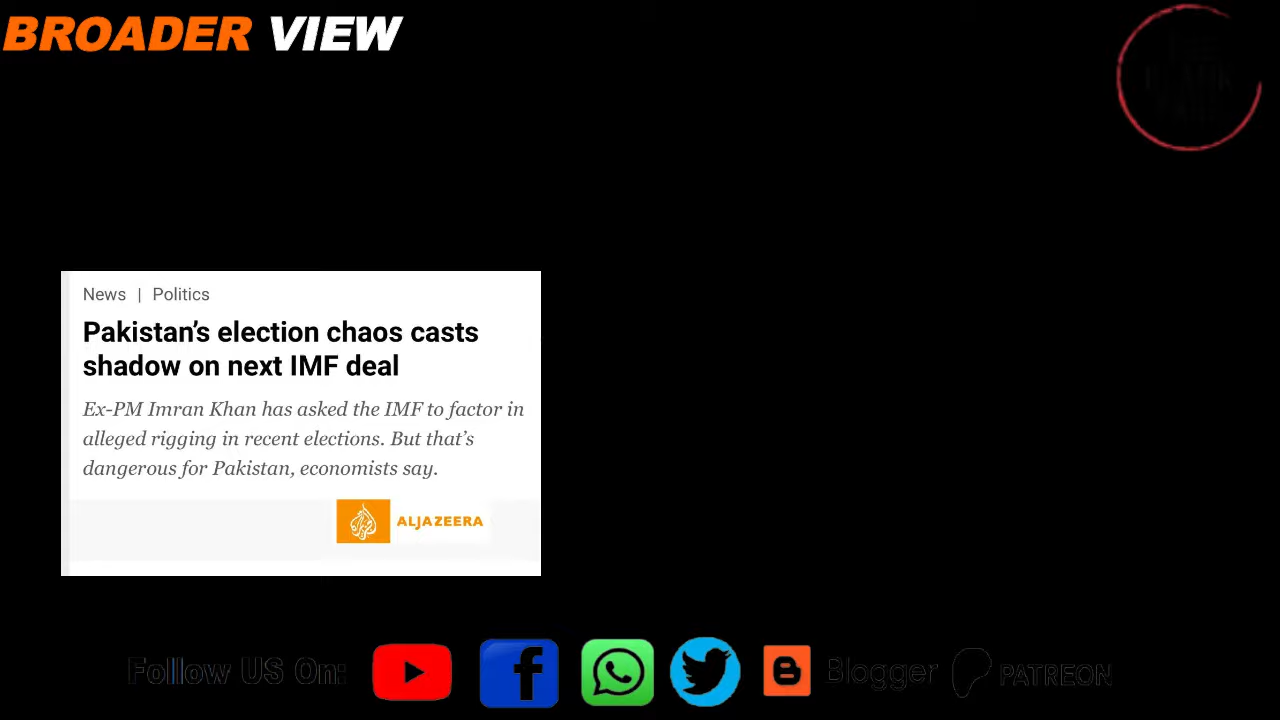 BROADER VIEW
News | Politics
Pakistan’s election chaos casts
shadow on next IMF deal
Ex-PM Imran Khan has asked the IMF to factor in
alleged rigging in recent elections. But that’s
dangerous for Pakistan, economists say.
ALJAZEERA
Follow US On:
Blogger
PATREON